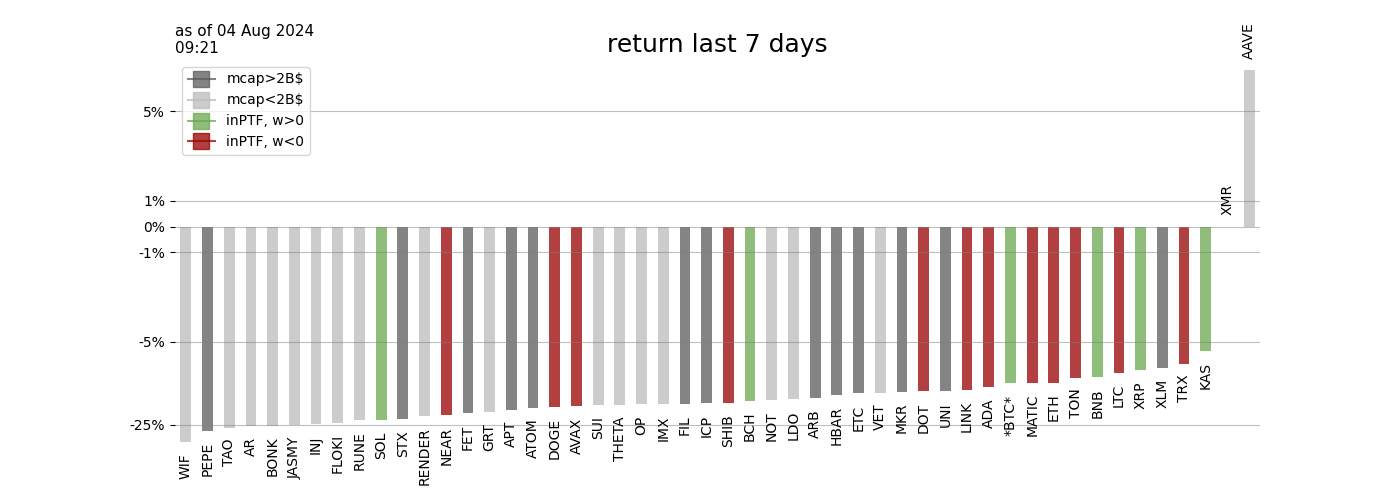 as of 04 Aug 2024
09:21
return last 7 days
mcap>2B$
mcap<2B$
inPTF, w>0
inPTF, w<0
5%
1%
0%
-1%
-5%
-25%
WIF
PEPE
TAO
AR
BONK
JASMY
INJ
FLOKI
RUNE
SOL
STX
RENDER
NEAR
FET
GRT
APT
ATOM
DOGE
AVAX
SUI
THETA
OP
IMX
FIL
ICP
SHIB
BCH
NOT
LDO
ARB
HBAR
ETC
VET
MKR
DOT
UNI
LINK
ADA
*BTC*
MATIC
ETH
TON
BNB
LTC
XRP
XLM
TRX
KAS
XMR
AAVE